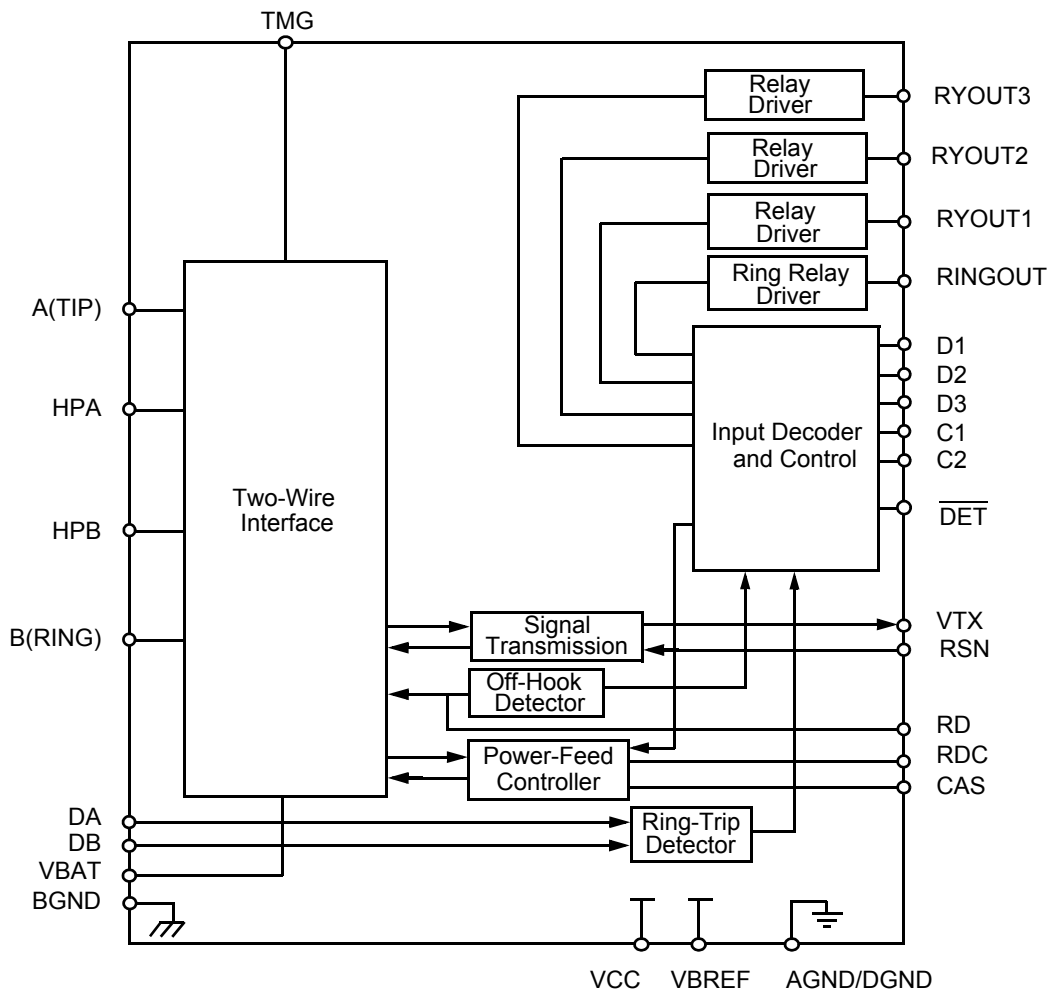 TMG
Relay
Driver
RYOUT3
Relay
Driver
RYOUT2
Relay
Driver
RYOUT1
Ring Relay
Driver
RINGOUT
A(TIP)
HPA
HPB
B(RING)
Two-Wire
Interface
Input Decoder
and Control
D1
D2
D3
C1
C2
DET
Signal
Transmission
VTX
RSN
Off-Hook
Detector
RD
Power-Feed
Controller
RDC
CAS
DA
DB
VBAT
BGND
Ring-Trip
Detector
VCC
VBREF
AGND/DGND